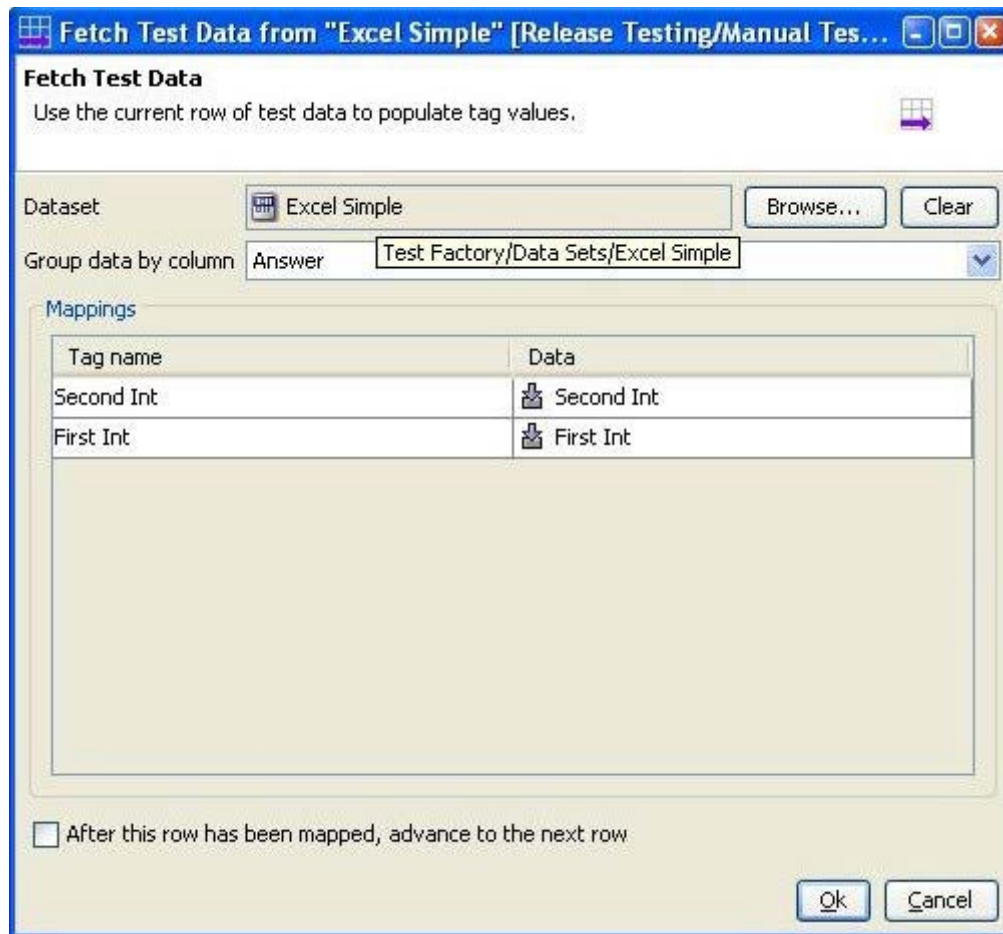 Fetch Test Data from "Excel Simple" [Release Testing/Manual Tes...
Fetch Test Data
Use the current row of test data to populate tag values.
Dataset Excel Simple Browse... Clear
Test Factory/Data Sets/Excel Simple
Group data by column Answer
Mappings
Tag name Data
Second Int Second Int
First Int First Int
After this row has been mapped, advance to the next row
Ok Cancel